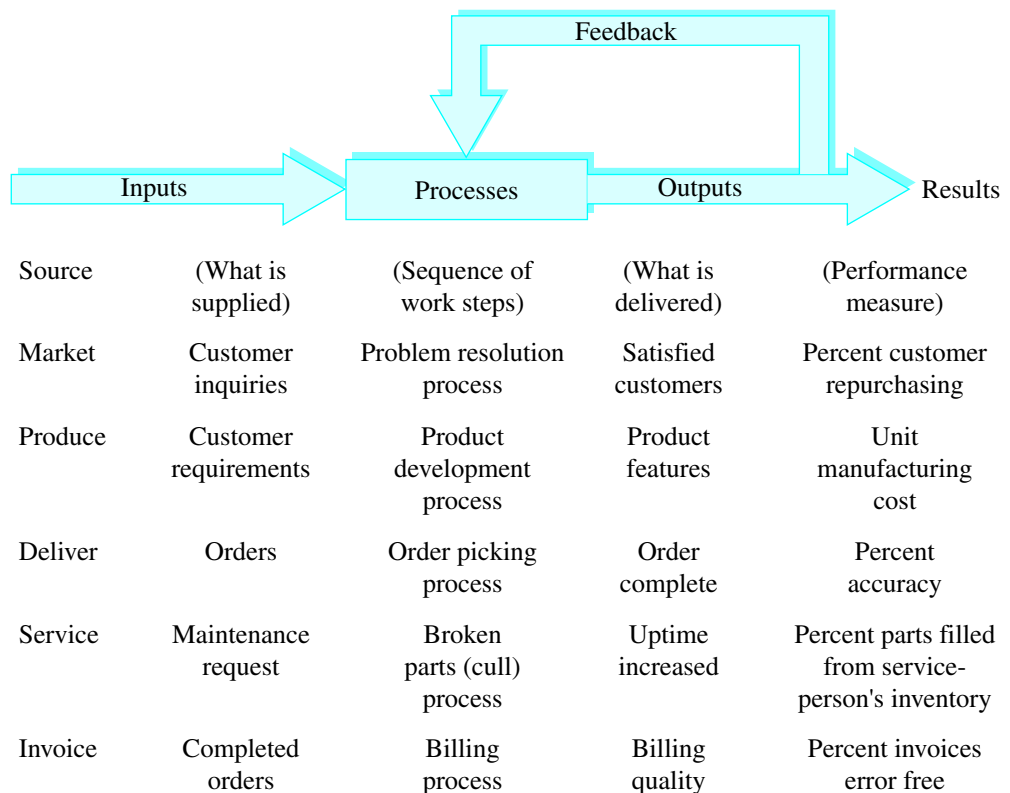 Feedback
Inputs
Processes
Outputs
Results
Source
(What is
supplied)
(Sequence of
work steps)
(What is
delivered)
(Performance
measure)
Market
Customer
inquiries
Problem resolution
process
Satisfied
customers
Percent customer
repurchasing
Produce
Customer
requirements
Product
development
process
Product
features
Unit
manufacturing
cost
Deliver
Orders
Order picking
process
Order
complete
Percent
accuracy
Service
Maintenance
request
Broken
parts (cull)
process
Uptime
increased
Percent parts filled
from service-
person's inventory
Invoice
Completed
orders
Billing
process
Billing
quality
Percent invoices
error free